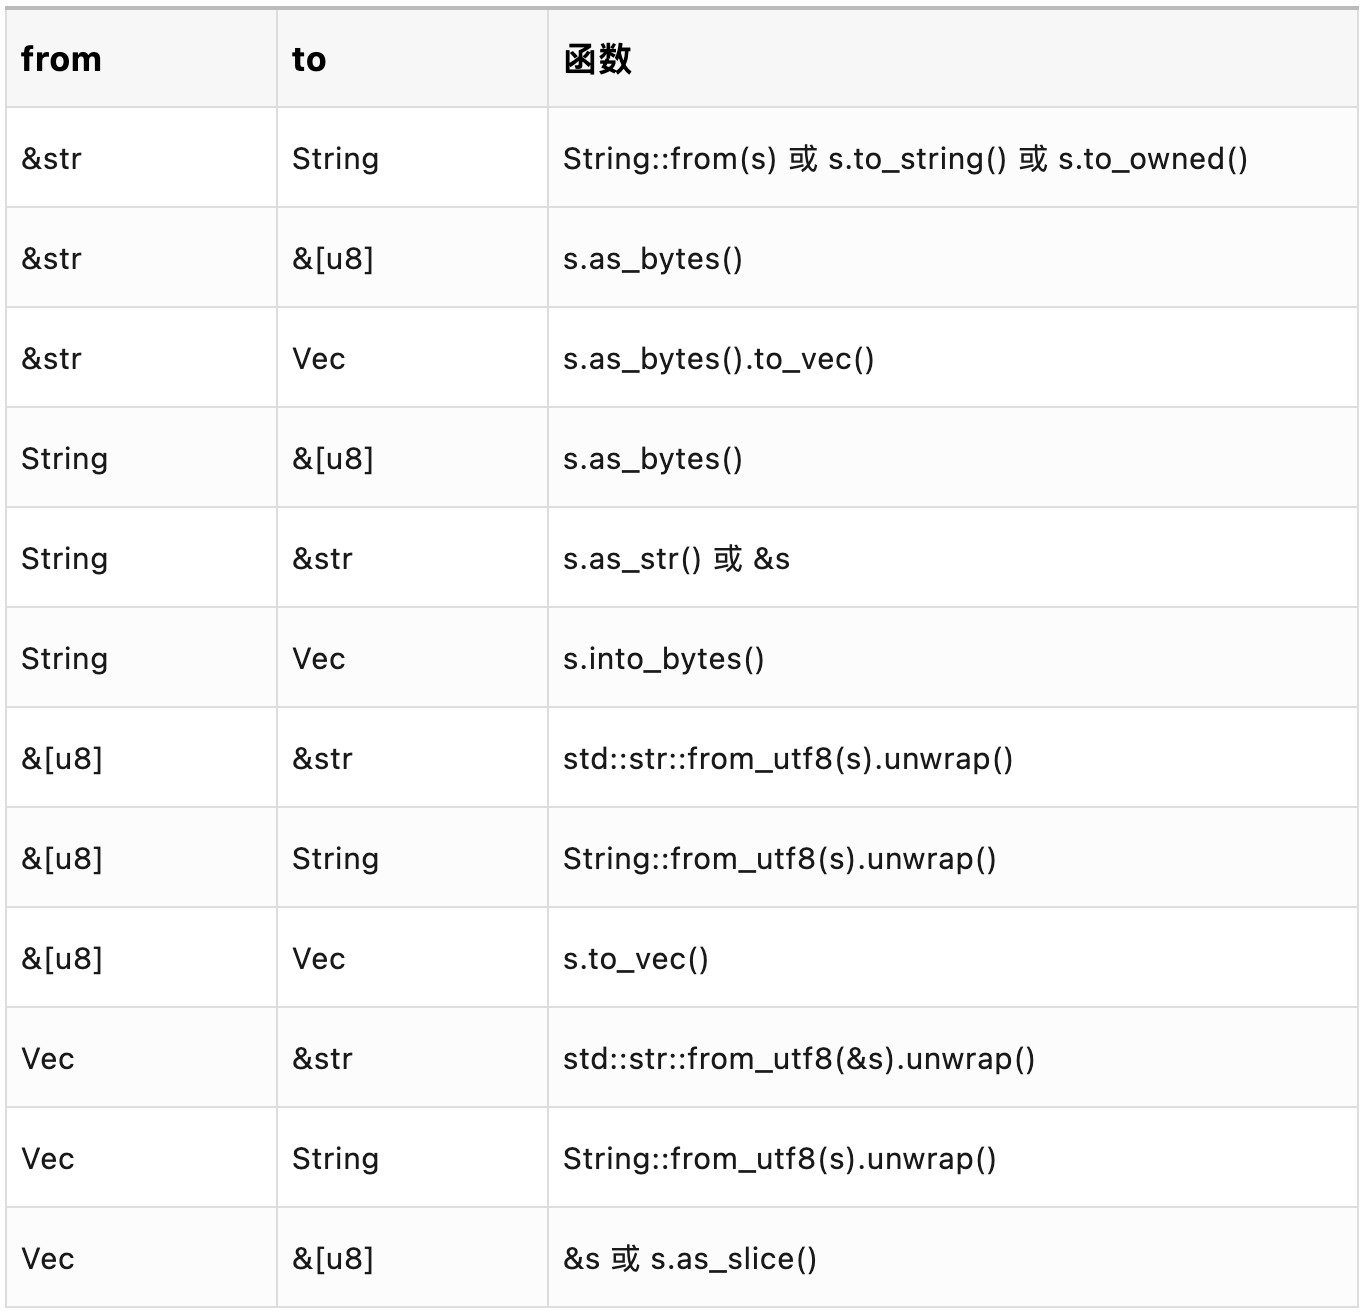 from to 函数
&str String String::from(s) 或 s.to_string() 或 s.to_owned()
&str &[u8] s.as_bytes()
&str Vec s.as_bytes().to_vec()
String &[u8] s.as_bytes()
String &str s.as_str() 或 &s
String Vec s.into_bytes()
&[u8] &str std::str::from_utf8(s).unwrap()
&[u8] String String::from_utf8(s).unwrap()
&[u8] Vec s.to_vec()
Vec &str std::str::from_utf8(&s).unwrap()
Vec String String::from_utf8(s).unwrap()
Vec &[u8] &s 或 s.as_slice()